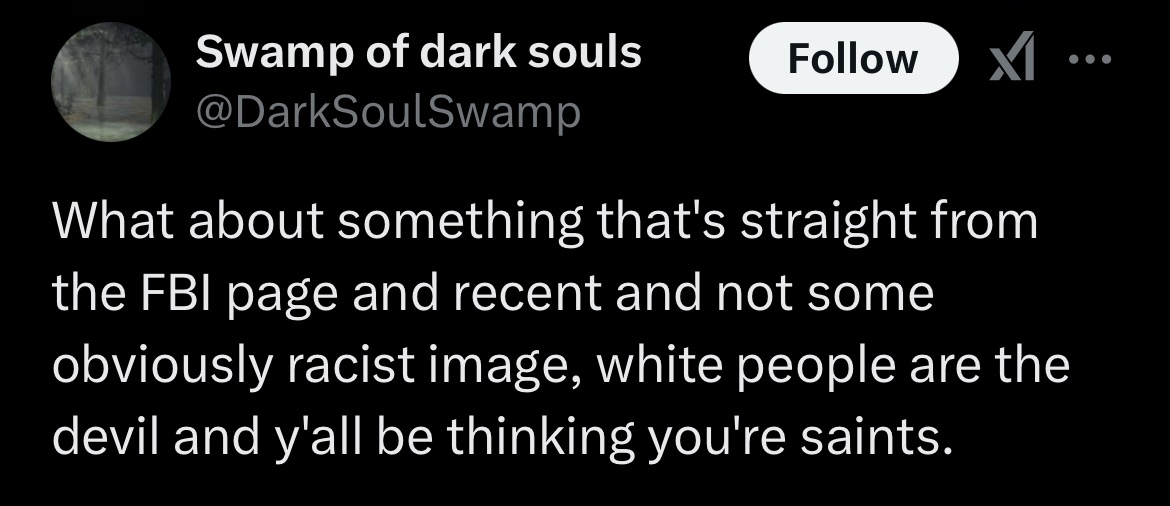 Swamp of dark souls
Follow
@DarkSoulSwamp
What about something that's straight from
the FBI page and recent and not some
obviously racist image, white people are the
devil and y'all be thinking you're saints.